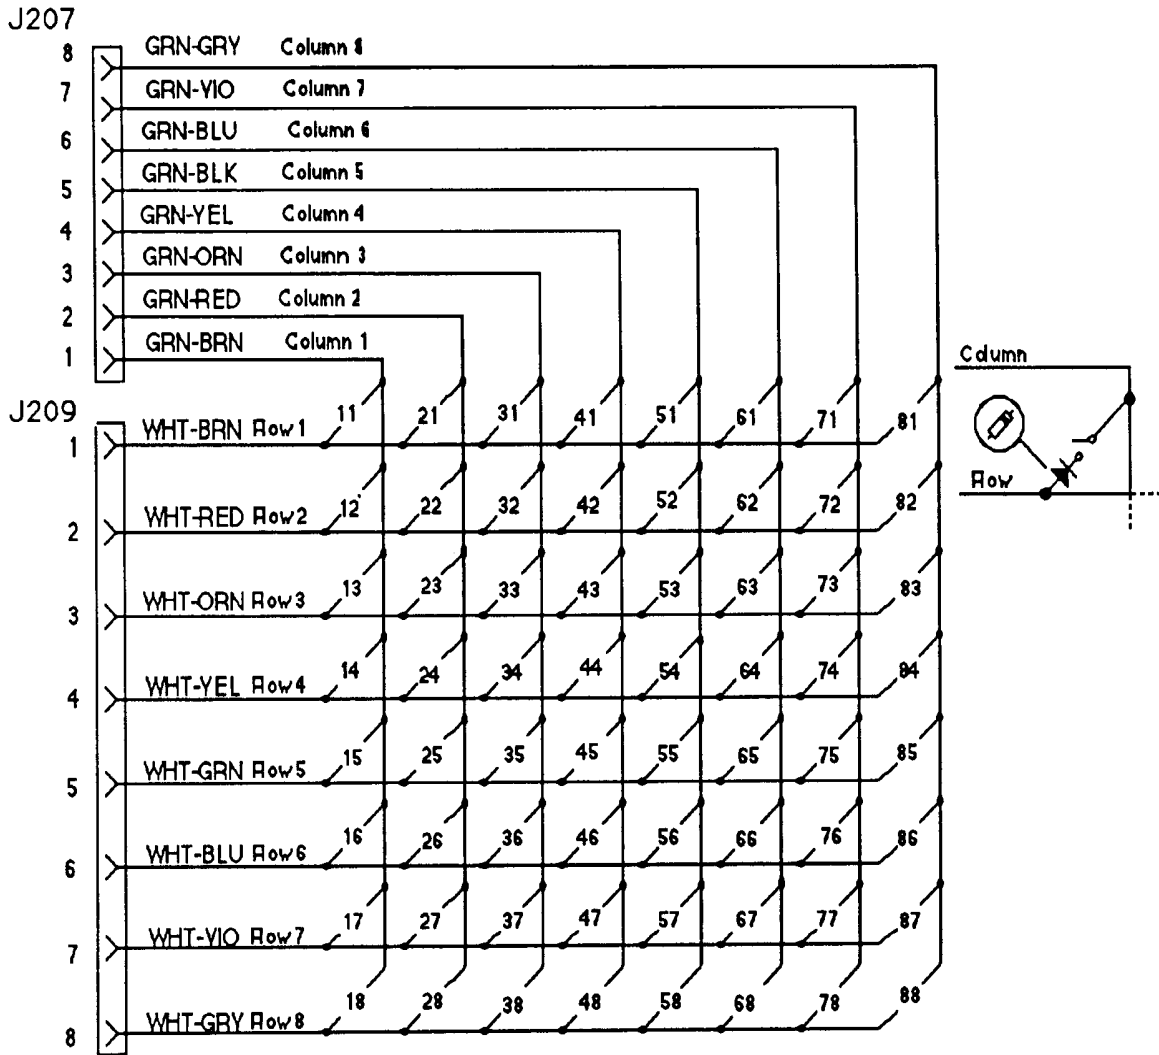 J207
8 GRN-GRY Column 8
7 GRN-VIO Column 7
6 GRN-BLU Column 6
5 GRN-BLK Column 5
4 GRN-YEL Column 4
3 GRN-ORN Column 3
2 GRN-RED Column 2
1 GRN-BRN Column 1
Column
Row
J209
11 21 31 41 51 61 71 81
1 WHT-BRN Row 1
12 22 32 42 52 62 72 82
2 WHT-RED Row 2
13 23 33 43 53 63 73 83
3 WHT-ORN Row 3
14 24 34 44 54 64 74 84
4 WHT-YEL Row 4
15 25 35 45 55 65 75 85
5 WHT-GRN Row 5
16 26 36 46 56 66 76 86
6 WHT-BLU Row 6
17 27 37 47 57 67 77 87
7 WHT-VIO Row 7
18 28 38 48 58 68 78 88
8 WHT-GRY Row 8